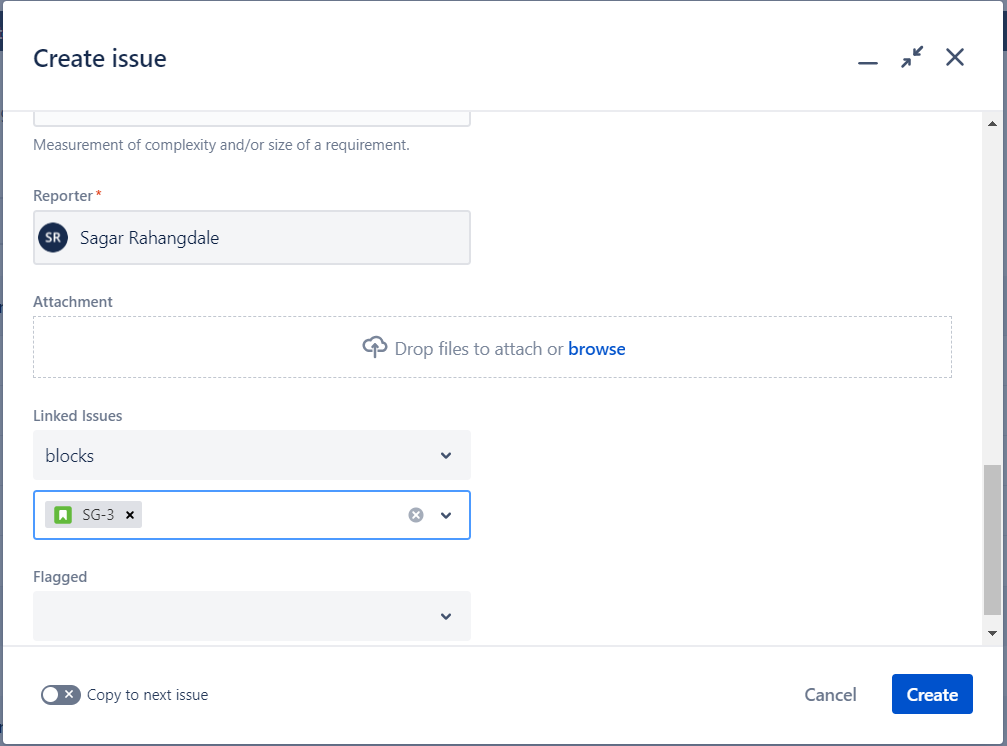 Create issue
Measurement of complexity and/or size of a requirement.
Reporter*
SR Sagar Rahangdale
Attachment
Drop files to attach or browse
Linked Issues
blocks
SG-3
Flagged
Copy to next issue
Cancel
Create